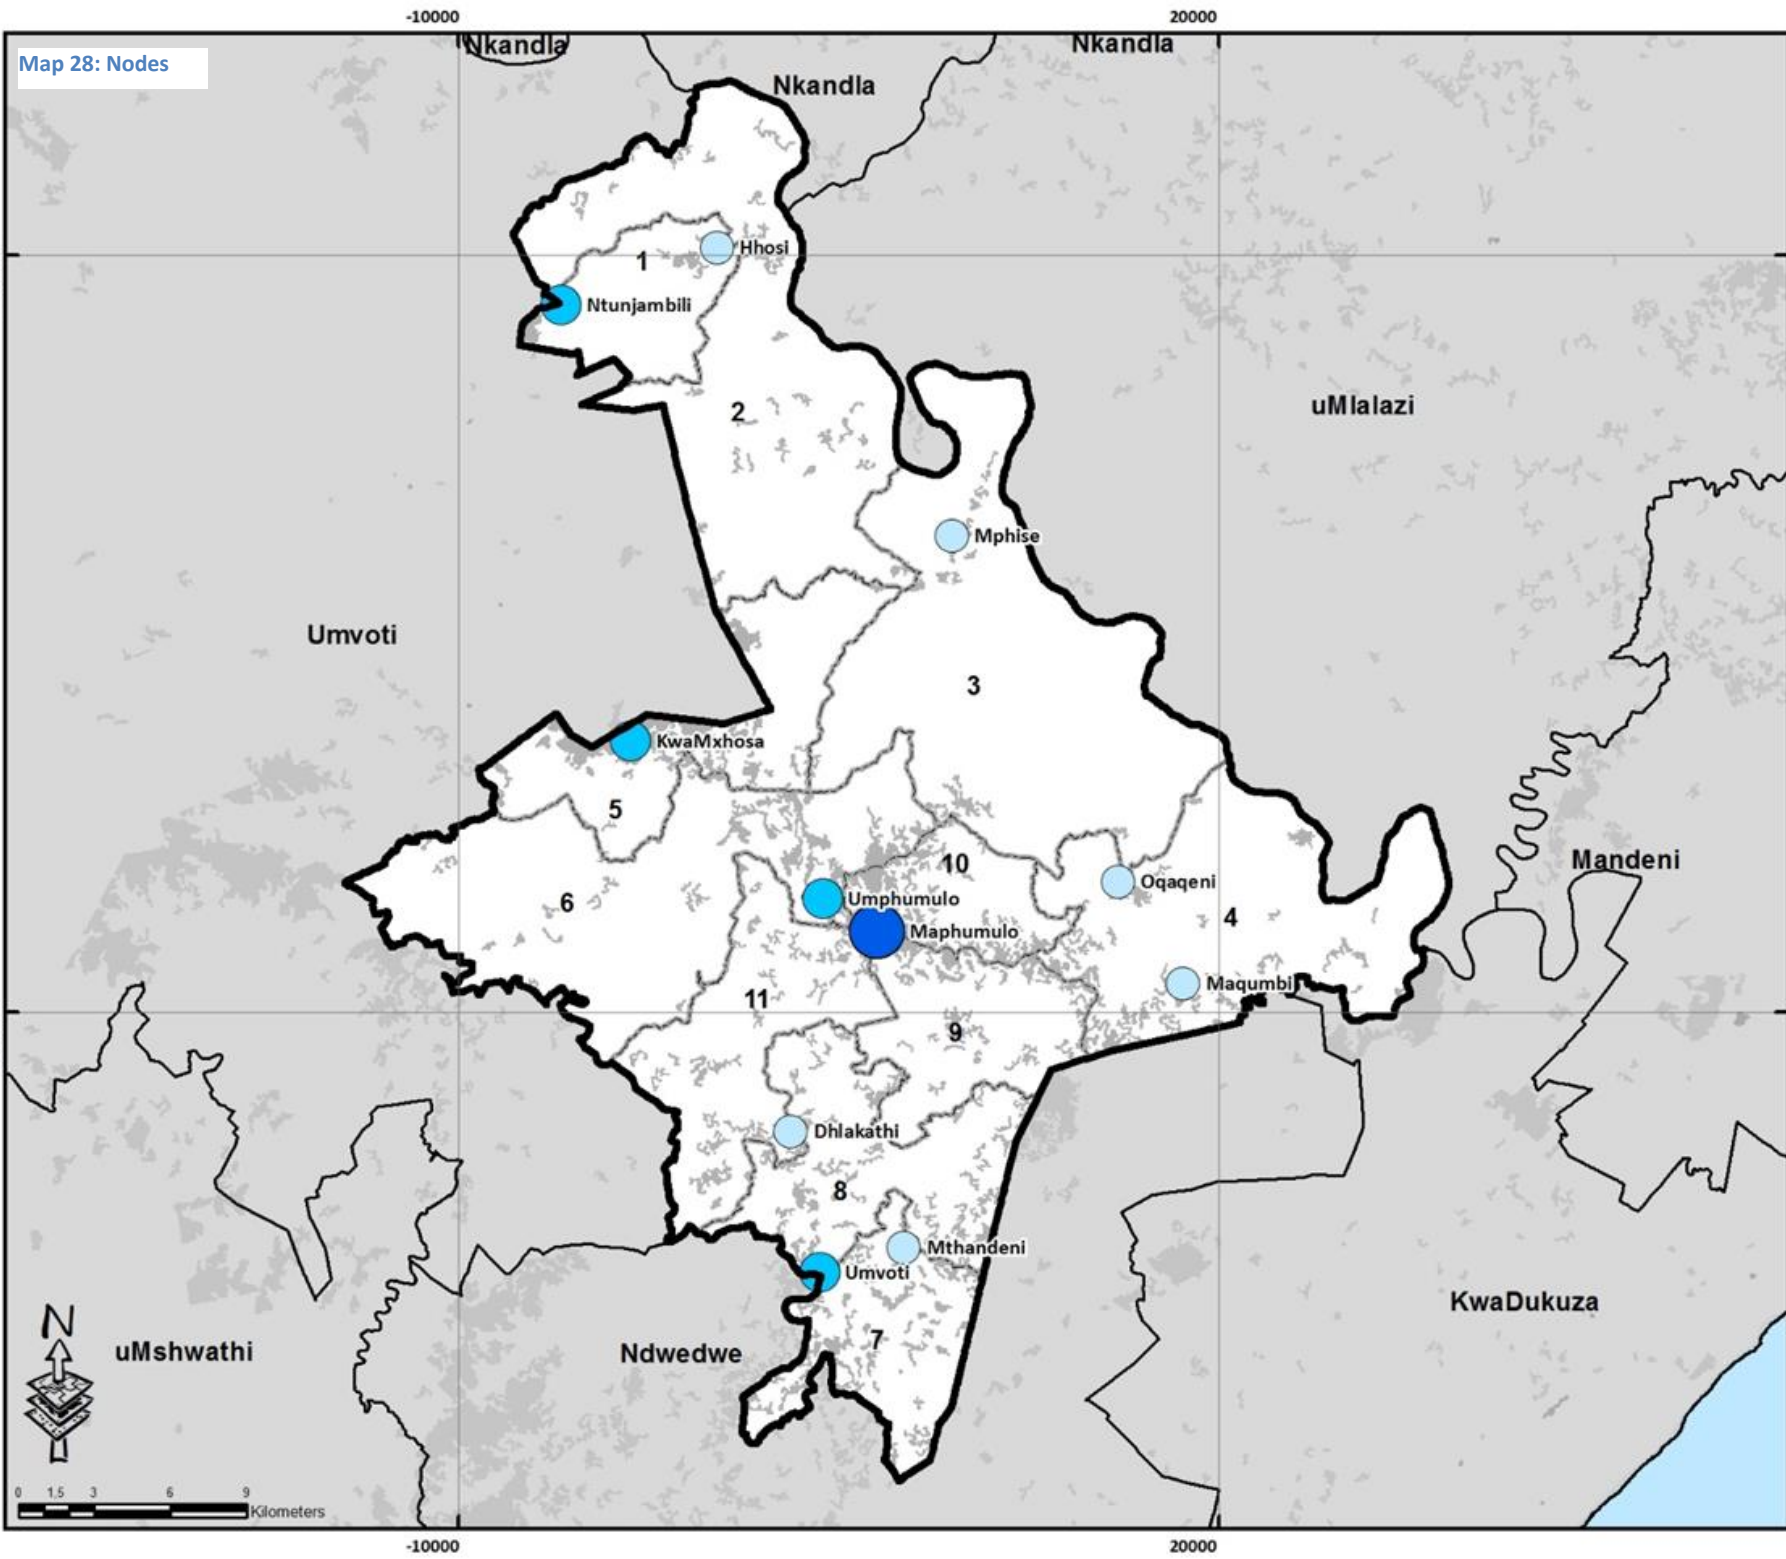 -10000 20000
Nkandla Nkandla
Map 28: Nodes
Nkandla
Hhosi
1
Ntunjambili
uMlalazi
2
Mphise
Umvoti
3
KwaMxhosa
5
Mandeni
10
Oqaqeni
6 Umphumulo
4
Maphumulo
Maqumbi
11
9
Dhlakathi
8
Mthandeni
Umvoti
KwaDukuza
N
7
uMshwathi Ndwedwe
0 1,5 3 6 9
Kilometers
-10000 20000